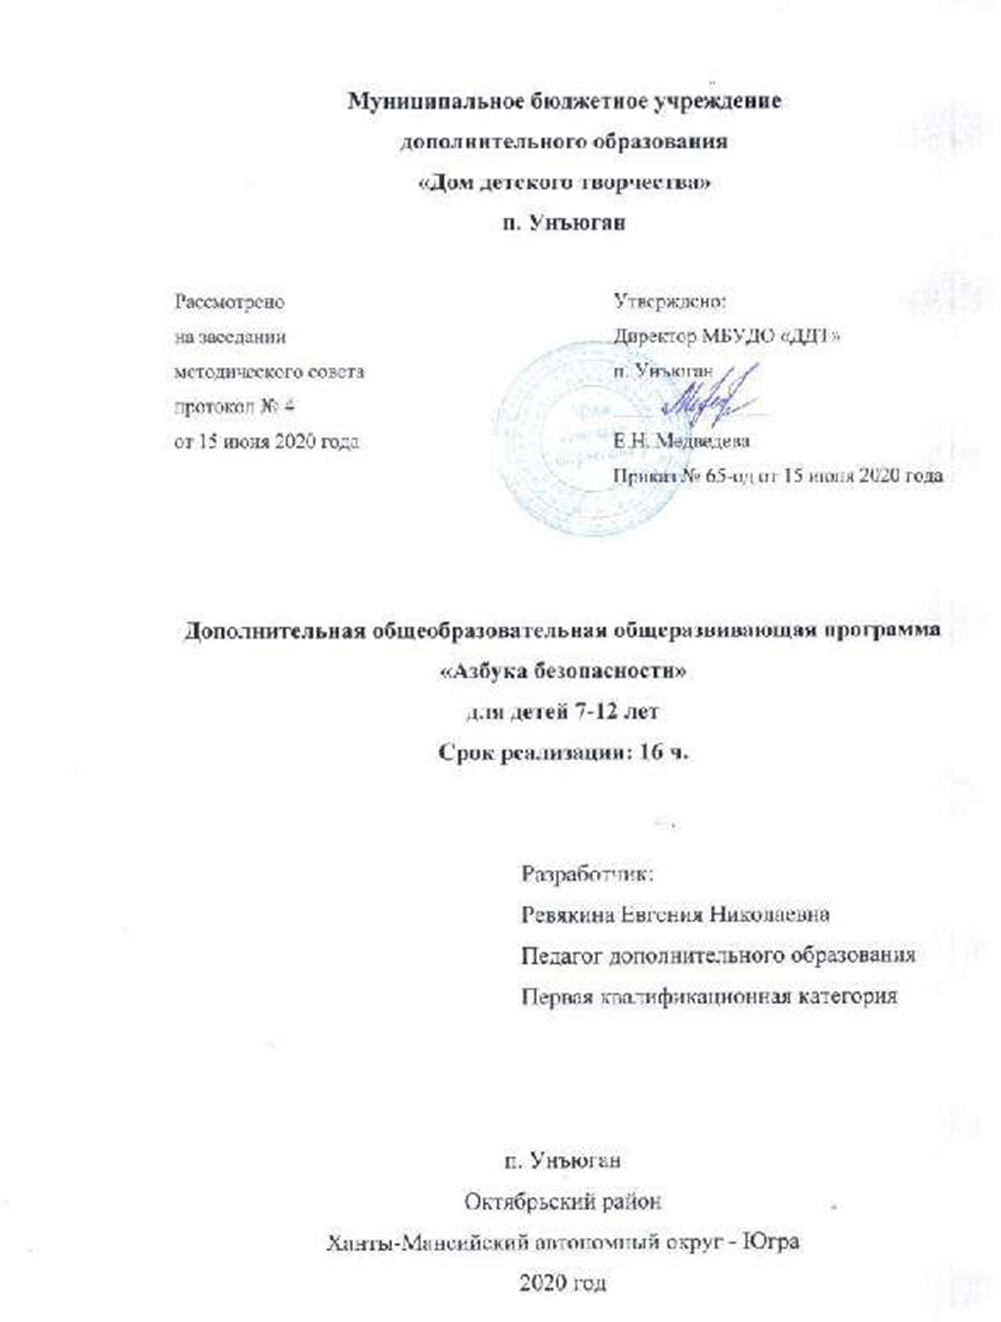 Муниципальное бюджетное учреждение
дополнительного образования
«Дом детского творчества»
п. Унъюган
Рассмотрено
на заседании
методического совета
протокол № 4
от 15 июня 2020 года
Утверждено:
Директор МБУДО «ДДТ»
п. Унъюган
Е.Н. Медведева
Приказ № 65-од от 15 июня 2020 года
Дополнительная общеобразовательная общеразвивающая программа
«Азбука безопасности»
для детей 7-12 лет
Срок реализации: 16 ч.
Разработчик:
Ревякина Евгения Николаевна
Педагог дополнительного образования
Первая квалификационная категория
п. Унъюган
Октябрьский район
Ханты-Мансийский автономный округ - Югра
2020 год